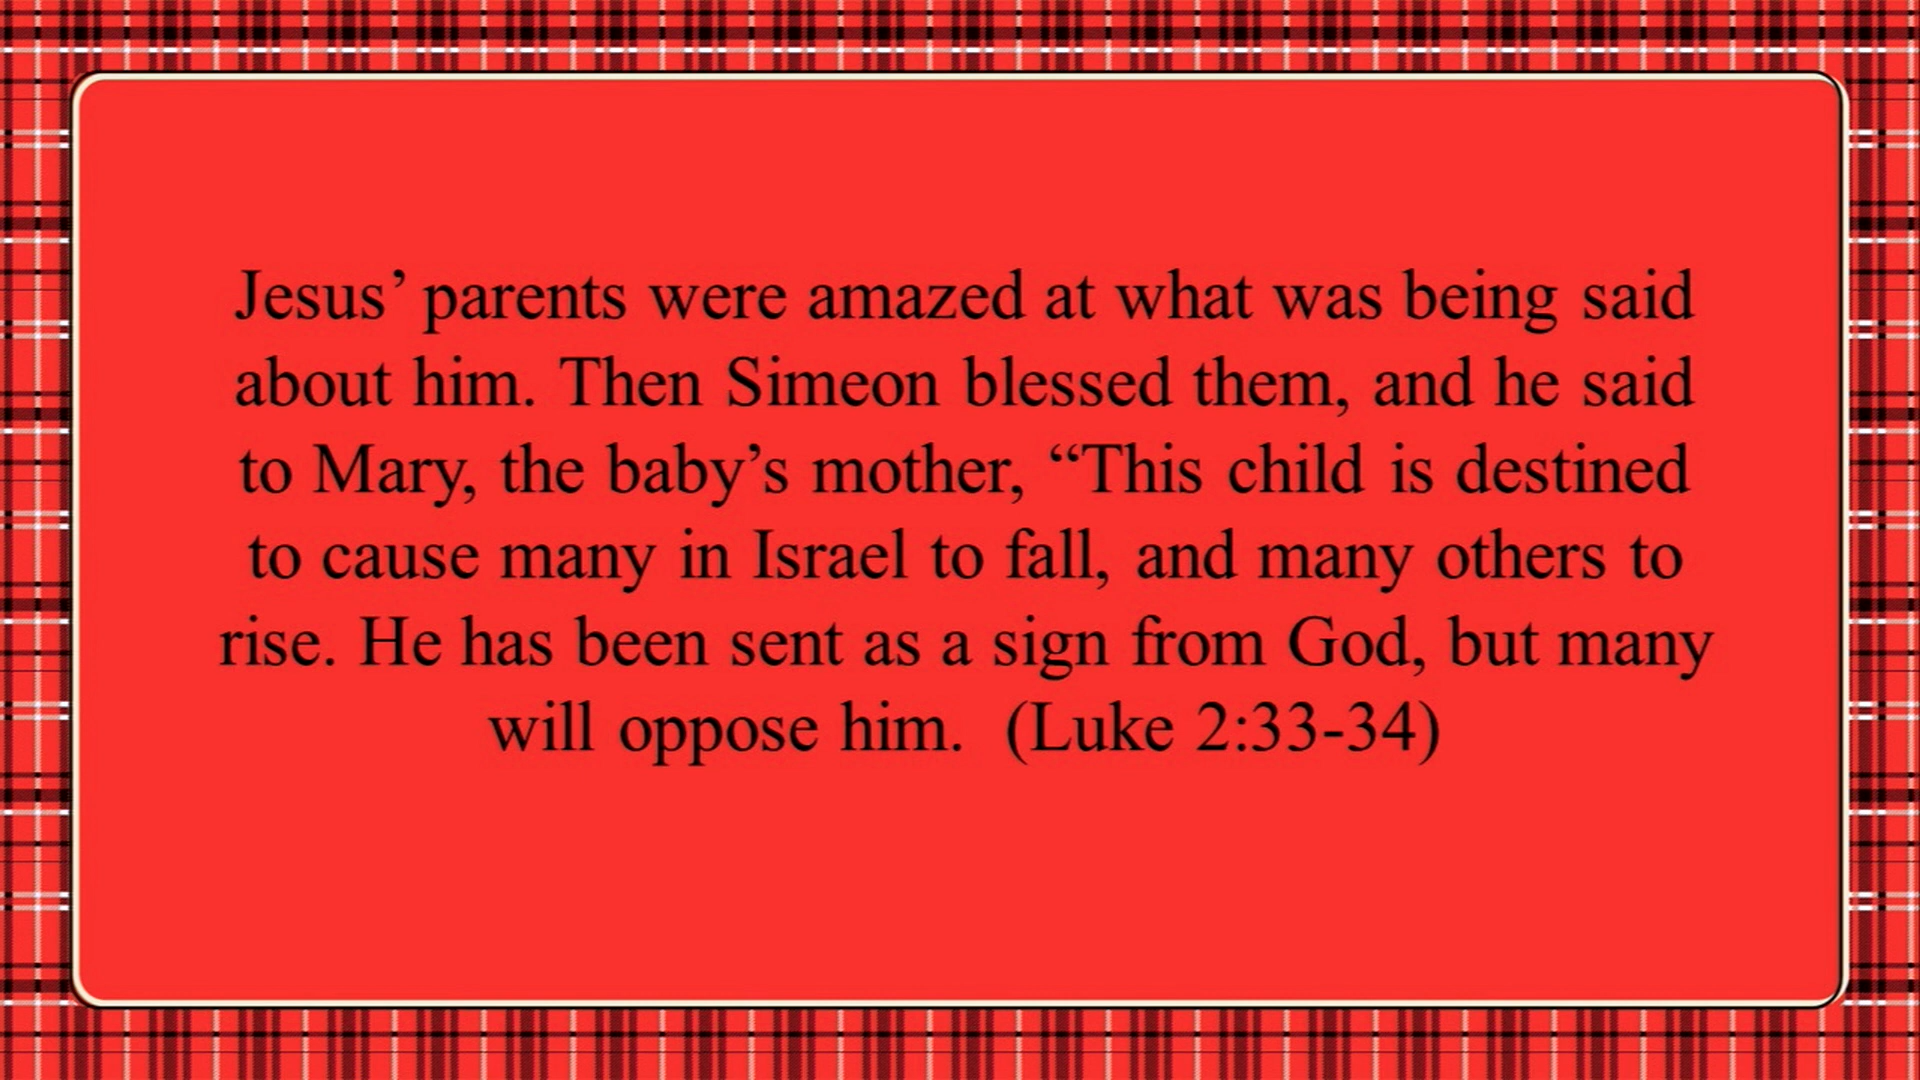 Jesus’ parents were amazed at what was being said
about him. Then Simeon blessed them, and he said
to Mary, the baby’s mother, “This child is destined
to cause many in Israel to fall, and many others to
rise. He has been sent as a sign from God, but many
will oppose him.  (Luke 2:33-34)